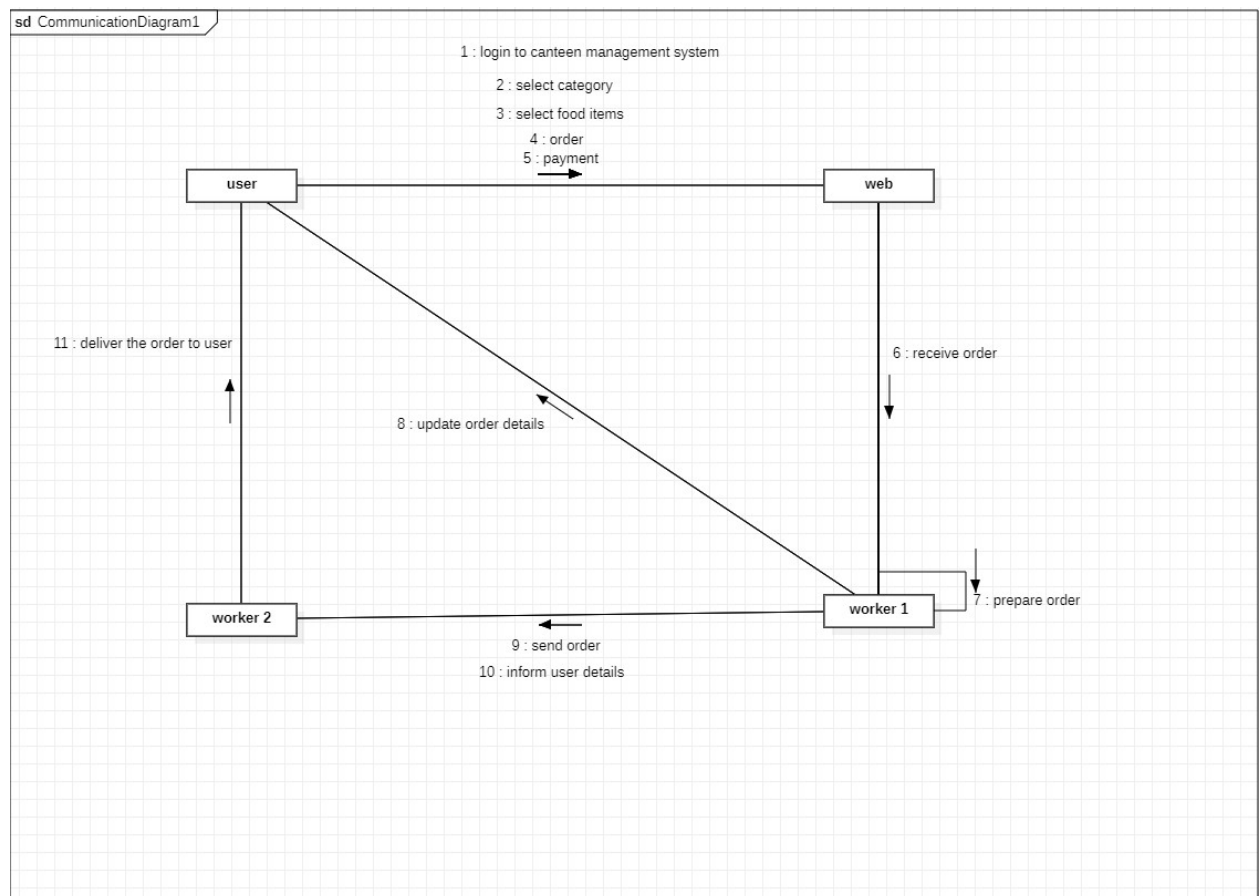 sd CommunicationDiagram1
1 : login to canteen management system
2 : select category
3 : select food items
4 : order
5 : payment
user
web
11 : deliver the order to user
6 : receive order
8 : update order details
worker 2
worker 1
7 : prepare order
9 : send order
10 : inform user details